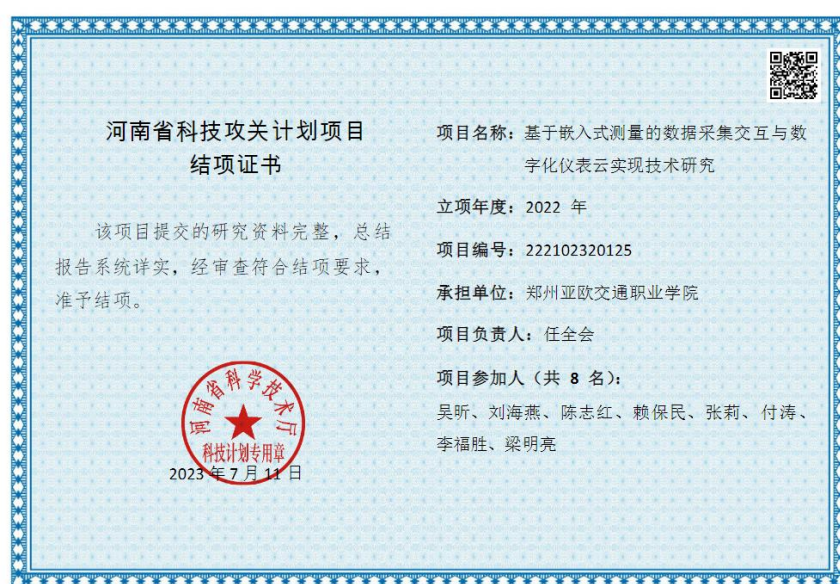 河南省科技攻关计划项目
结项证书
该项目提交的研究资料完整，总结
报告系统详实，经审查符合结项要求，
准予结项。
河南省科学技术厅
科技计划专用章
2023 年 7 月 11 日
项目名称：基于嵌入式测量的数据采集交互与数
字化仪表云实现技术研究
立项年度：2022 年
项目编号：222102320125
承担单位：郑州亚欧交通职业学院
项目负责人：任全会
项目参加人（共 8 名）：
吴昕、刘海燕、陈志红、赖保民、张莉、付涛、
李福胜、梁明亮